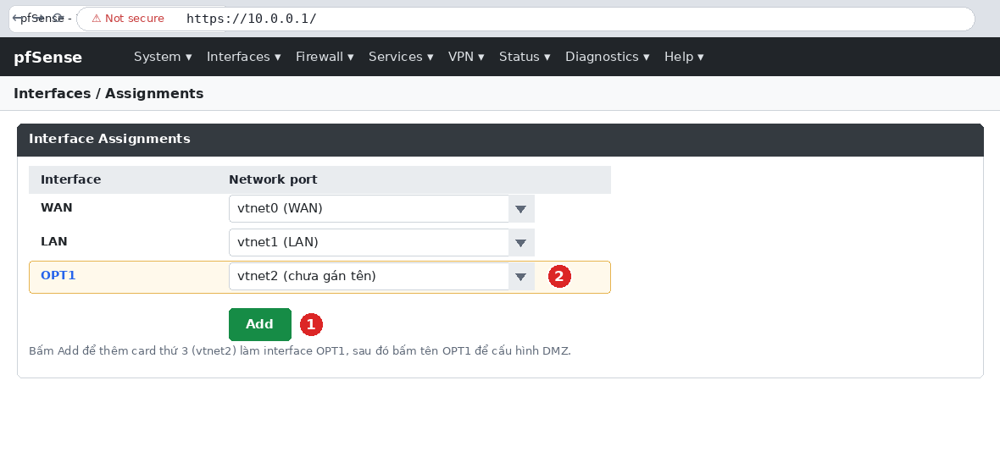 pfSense -
⚠ Not secure https://10.0.0.1/
pfSense System ▾ Interfaces ▾ Firewall ▾ Services ▾ VPN ▾ Status ▾ Diagnostics ▾ Help ▾
Interfaces / Assignments
Interface Assignments
Interface Network port
WAN vtnet0 (WAN)
LAN vtnet1 (LAN)
OPT1 vtnet2 (chưa gán tên) 2
Add 1
Bấm Add để thêm card thứ 3 (vtnet2) làm interface OPT1, sau đó bấm tên OPT1 để cấu hình DMZ.